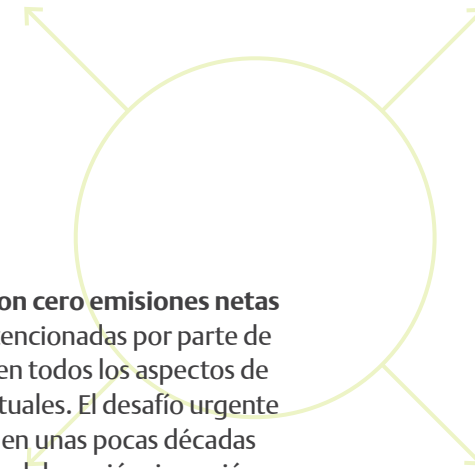 on cero emisiones netas
encionadas por parte de
en todos los aspectos de
tuales. El desafío urgente
en unas pocas décadas